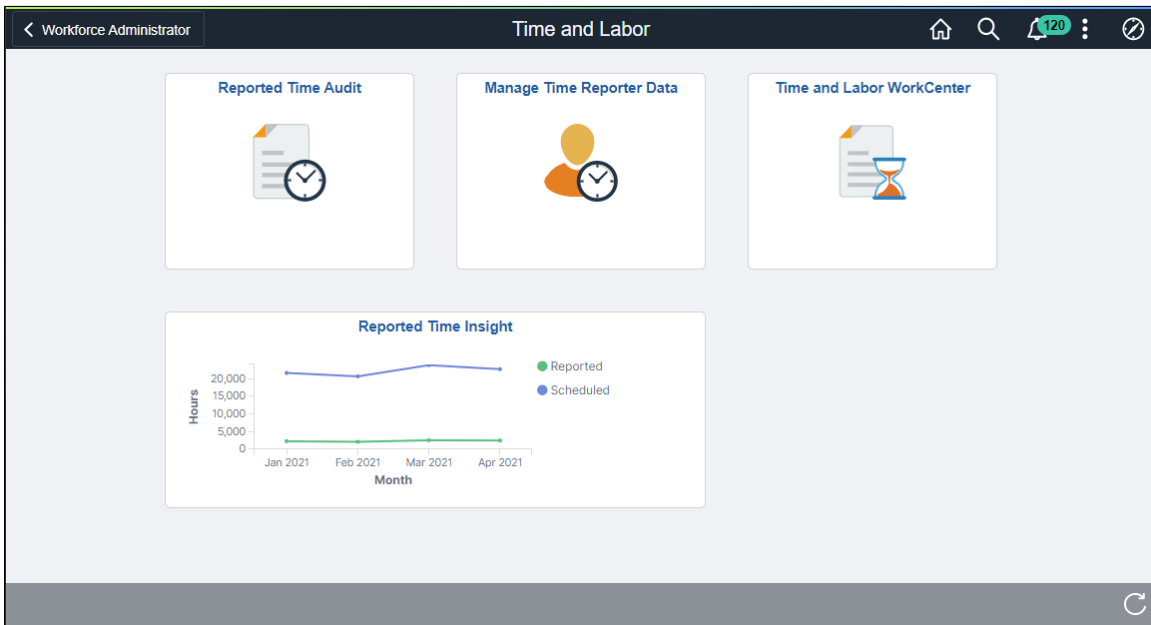 Workforce Administrator
Time and Labor
120
Reported Time Audit
Manage Time Reporter Data
Time and Labor WorkCenter
Reported Time Insight
Hours
20,000
15,000
10,000
5,000
0
Jan 2021 Feb 2021 Mar 2021 Apr 2021
Month
Reported
Scheduled